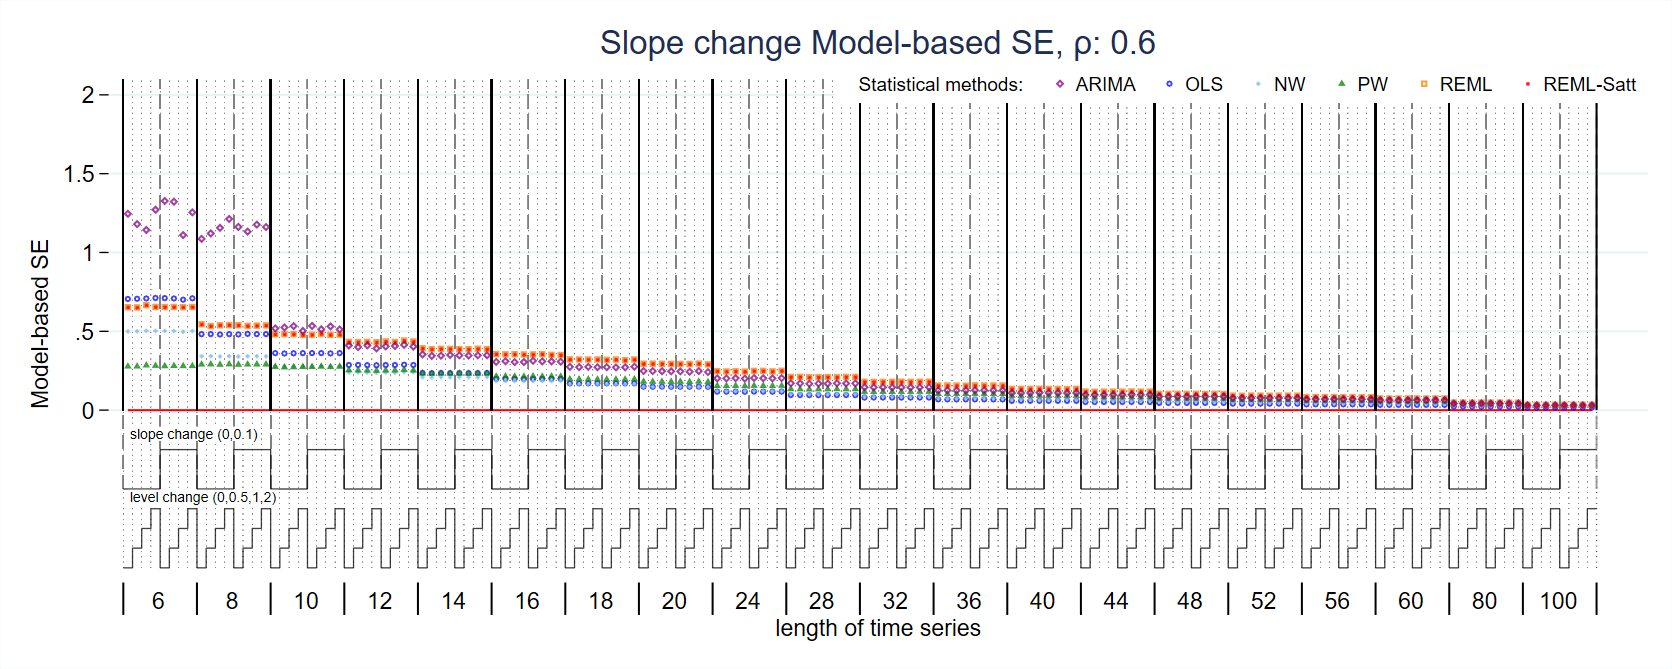 Slope change Model-based SE, ρ: 0.6
Statistical methods: ARIMA OLS NW PW REML REML-Satt
2
1.5
1
.5
0
Model-based SE
slope change (0,0.1)
level change (0,0.5,1,2)
6 8 10 12 14 16 18 20 24 28 32 36 40 44 48 52 56 60 80 100
length of time series